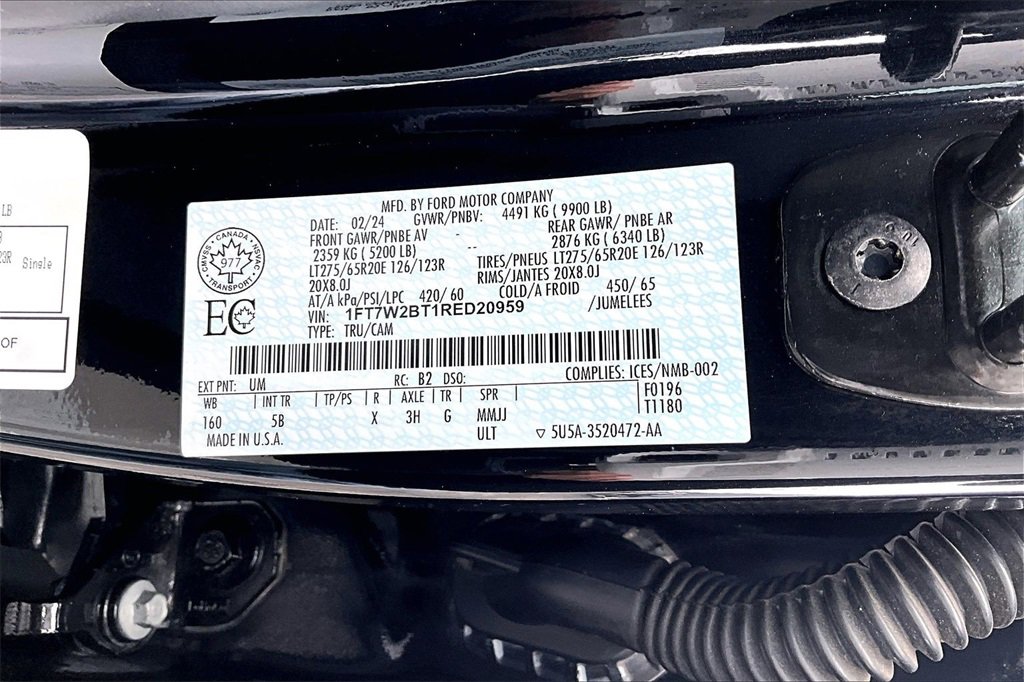 LB
23R Single
OF
MFD. BY FORD MOTOR COMPANY
DATE: 02/24 GVWR/PNBV: 4491 KG ( 9900 LB)
FRONT GAWR/PNBE AV - REAR GAWR/ PNBE AR
2359 KG ( 5200 LB) -- 2876 KG ( 6340 LB)
LT275/65R20E 126/123R TIRES/PNEUS LT275/65R20E 126/123R
20X8.0J RIMS/JANTES 20X8.0J
AT/A kPa/PSI/LPC 420/ 60 COLD/A FROID 450/ 65
VIN: 1FT7W2BT1RED20959 /JUMELEES
TYPE: TRU/CAM
CANADA
CMVSS 977 NSVAC
TRANSPORT
EC
EXT PNT: UM RC: B2 DSO: COMPLIES: ICES/NMB-002
WB INT TR TP/PS R AXLE TR SPR F0196
160 5B X 3H G MMJJ T1180
MADE IN U.S.A. ULT ▽ 5U5A-3520472-AA